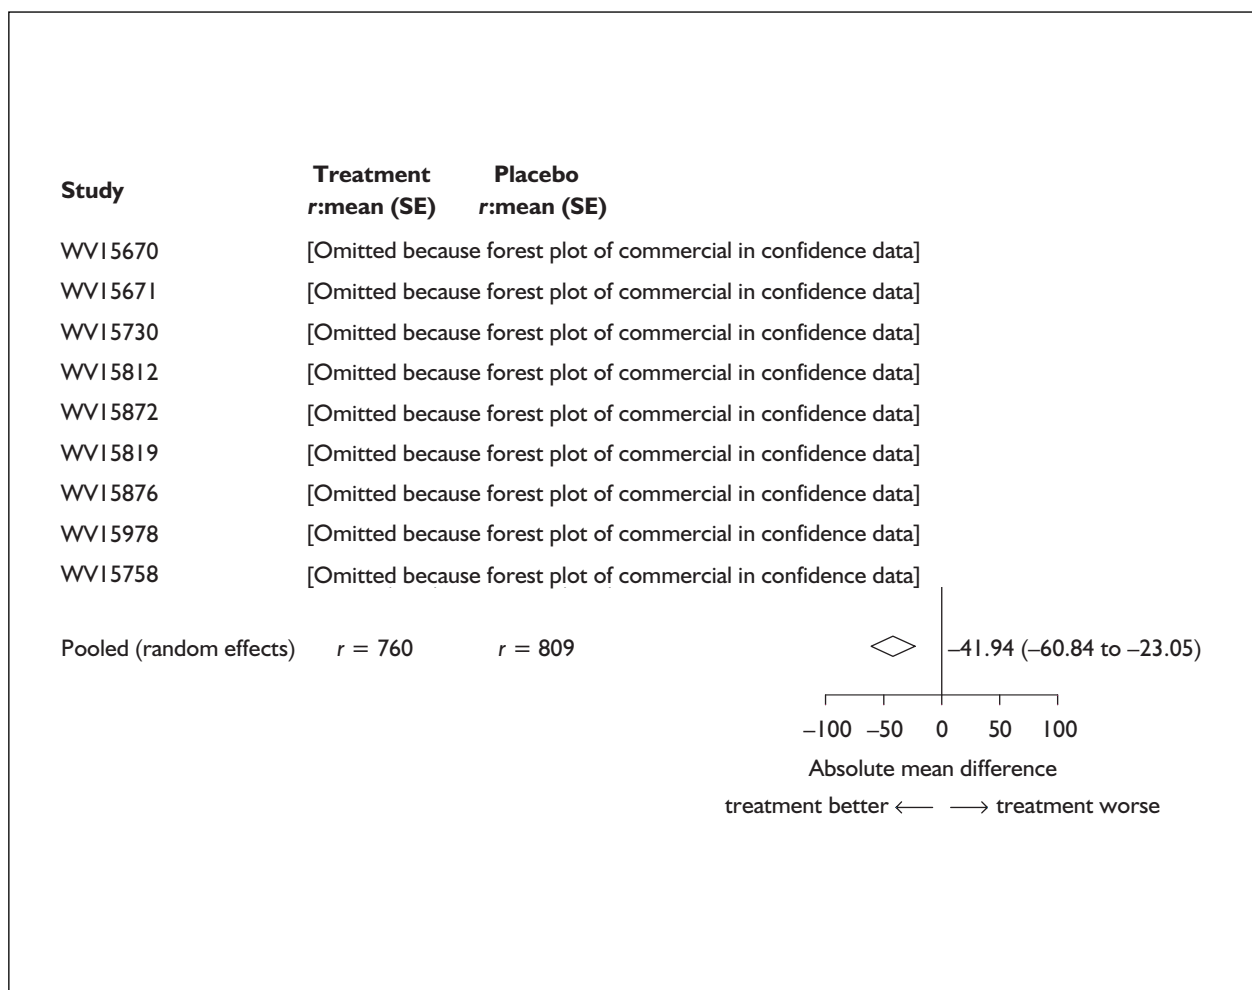 Study
Treatment Placebo
r:mean (SE) r:mean (SE)
WV15670 [Omitted because forest plot of commercial in confidence data]
WV15671 [Omitted because forest plot of commercial in confidence data]
WV15730 [Omitted because forest plot of commercial in confidence data]
WV15812 [Omitted because forest plot of commercial in confidence data]
WV15872 [Omitted because forest plot of commercial in confidence data]
WV15819 [Omitted because forest plot of commercial in confidence data]
WV15876 [Omitted because forest plot of commercial in confidence data]
WV15978 [Omitted because forest plot of commercial in confidence data]
WV15758 [Omitted because forest plot of commercial in confidence data]
Pooled (random effects) r = 760 r = 809 –41.94 (–60.84 to –23.05)
–100 –50 0 50 100
Absolute mean difference
treatment better ← → treatment worse